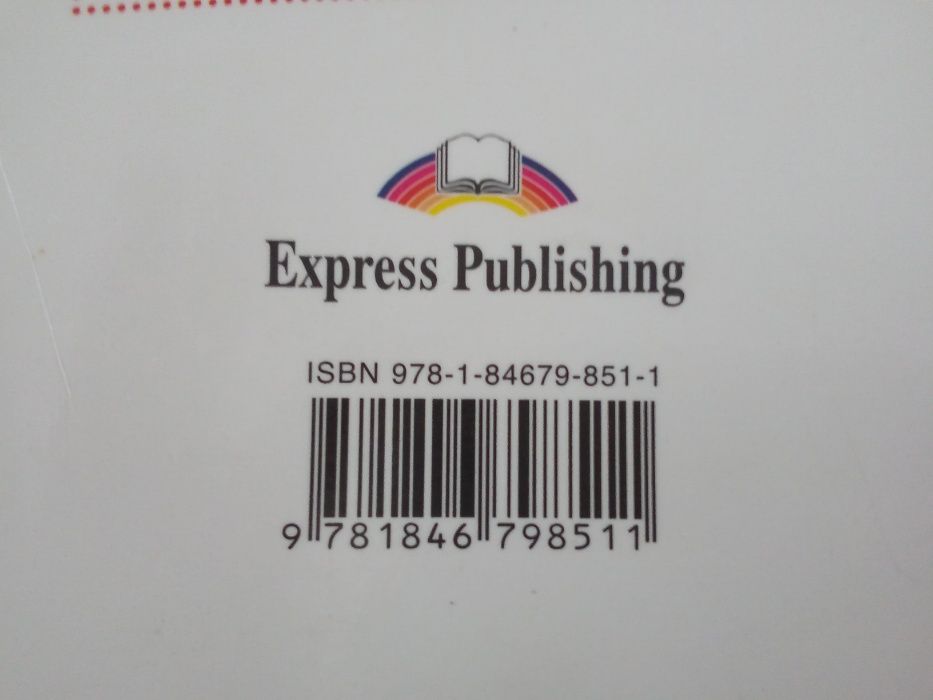 Express Publishing
ISBN 978-1-84679-851-1
9 781846 798511